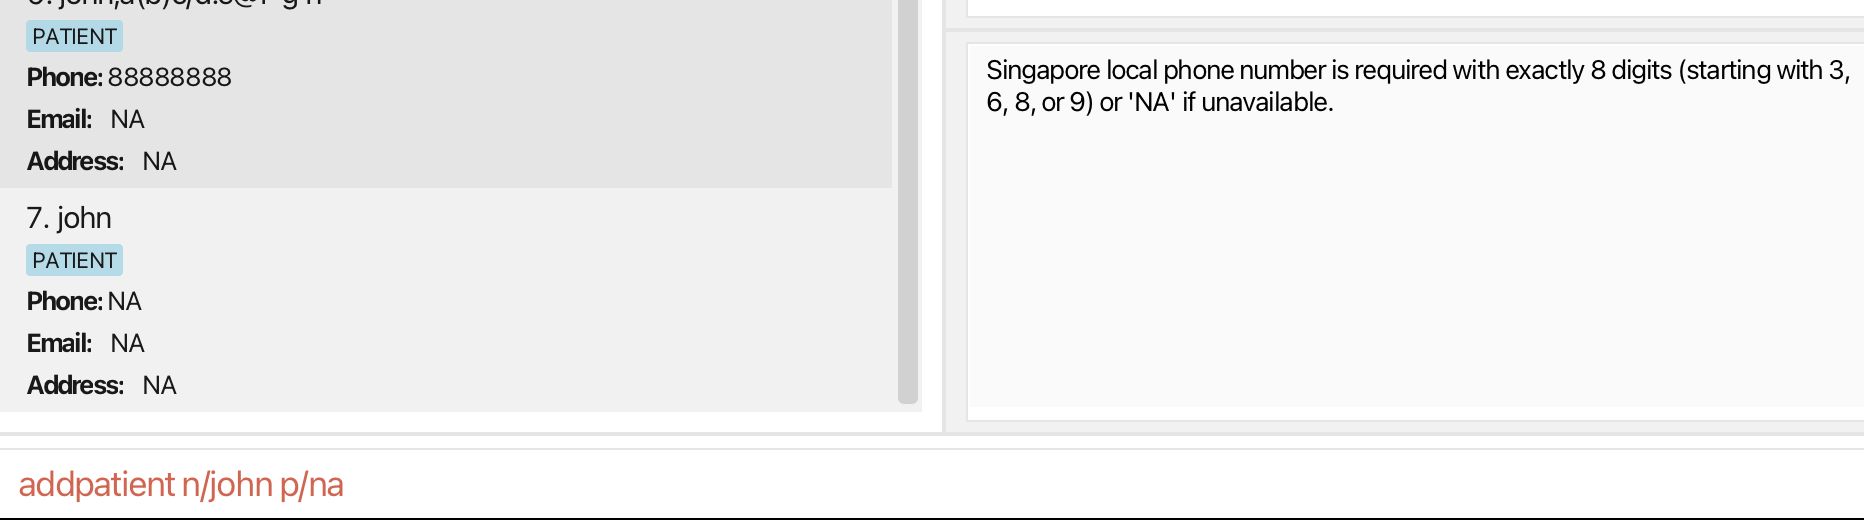 PATIENT
Phone: 88888888
Email: NA
Address: NA
7. john
PATIENT
Phone: NA
Email: NA
Address: NA
Singapore local phone number is required with exactly 8 digits (starting with 3,
6, 8, or 9) or 'NA' if unavailable.
addpatient n/john p/na